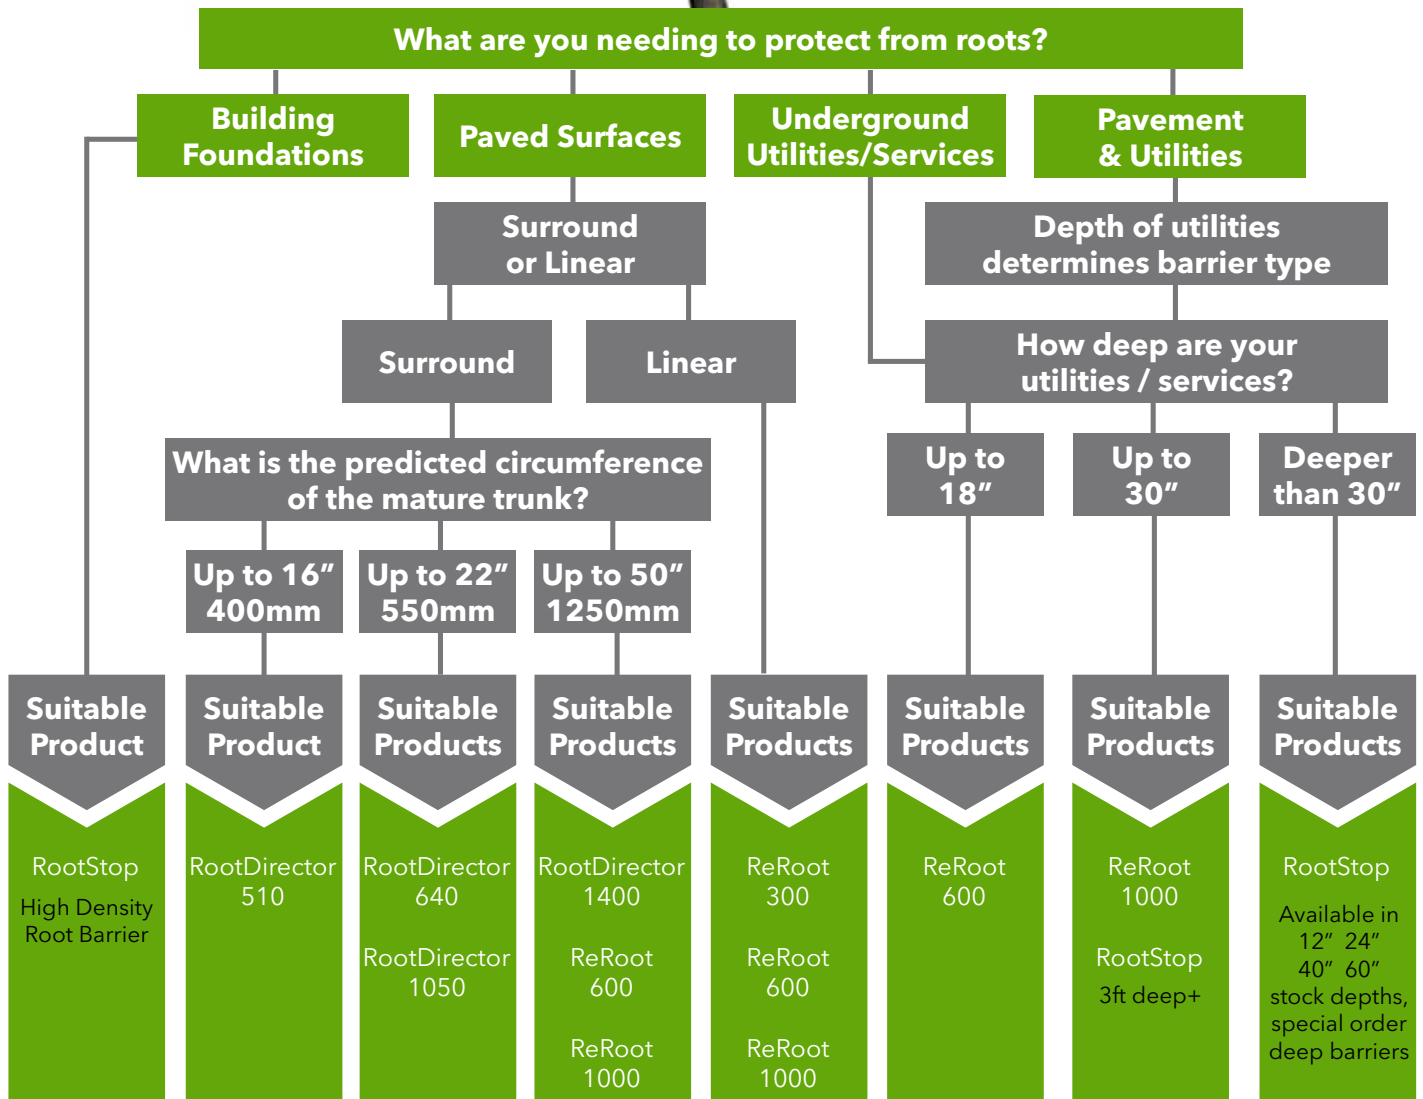 What are you needing to protect from roots?
Building
Foundations
Paved Surfaces
Underground
Utilities/Services
Pavement
& Utilities
Surround
or Linear
Depth of utilities
determines barrier type
Surround
Linear
How deep are your
utilities / services?
What is the predicted circumference
of the mature trunk?
Up to
18”
Up to
30”
Deeper
than 30”
Up to 16”
400mm
Up to 22”
550mm
Up to 50”
1250mm
Suitable
Product
Suitable
Product
Suitable
Products
Suitable
Products
Suitable
Products
Suitable
Products
Suitable
Products
Suitable
Products
RootStop
High Density
Root Barrier
RootDirector
510
RootDirector
640
RootDirector
1050
RootDirector
1400
ReRoot
600
ReRoot
1000
ReRoot
300
ReRoot
600
ReRoot
1000
ReRoot
600
ReRoot
1000
RootStop
3ft deep+
RootStop
Available in
12” 24”
40” 60”
stock depths,
special order
deep barriers